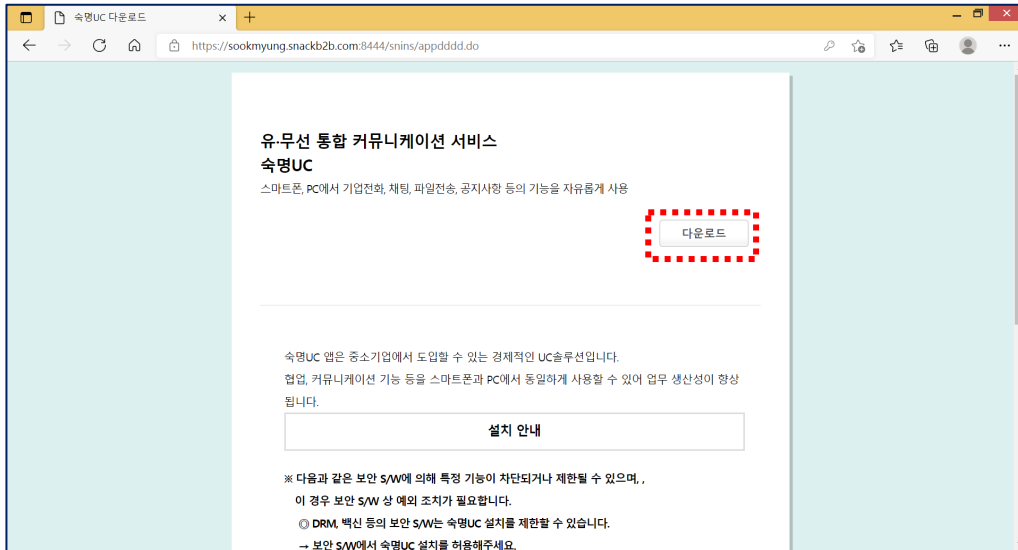 숙명UC 다운로드
https://sookmyung.snackb2b.com:8444/snins/appdddd.do
유·무선 통합 커뮤니케이션 서비스
숙명UC
스마트폰, PC에서 기업전화, 채팅, 파일전송, 공지사항 등의 기능을 자유롭게 사용
다운로드
숙명UC 앱은 중소기업에서 도입할 수 있는 경제적인 UC솔루션입니다.
협업, 커뮤니케이션 기능 등을 스마트폰과 PC에서 동일하게 사용할 수 있어 업무 생산성이 향상
됩니다.
설치 안내
※ 다음과 같은 보안 S/W에 의해 특정 기능이 차단되거나 제한될 수 있으며, ,
이 경우 보안 S/W 상 예외 조치가 필요합니다.
◎ DRM, 백신 등의 보안 S/W는 숙명UC 설치를 제한할 수 있습니다.
→ 보안 S/W에서 숙명UC 설치를 허용해주세요.